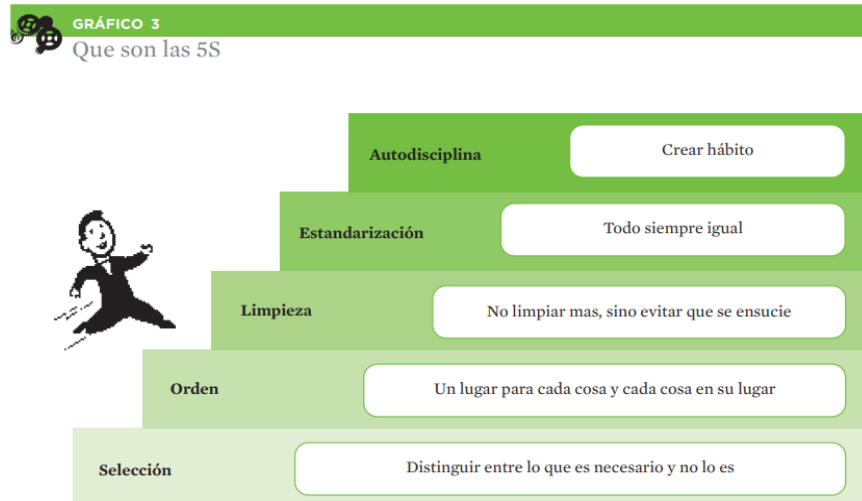 GRÁFICO 3
Que son las 5S
Autodisciplina
Crear hábito
Estandarización
Todo siempre igual
Limpieza
No limpiar mas, sino evitar que se ensucie
Orden
Un lugar para cada cosa y cada cosa en su lugar
Selección
Distinguir entre lo que es necesario y no lo es